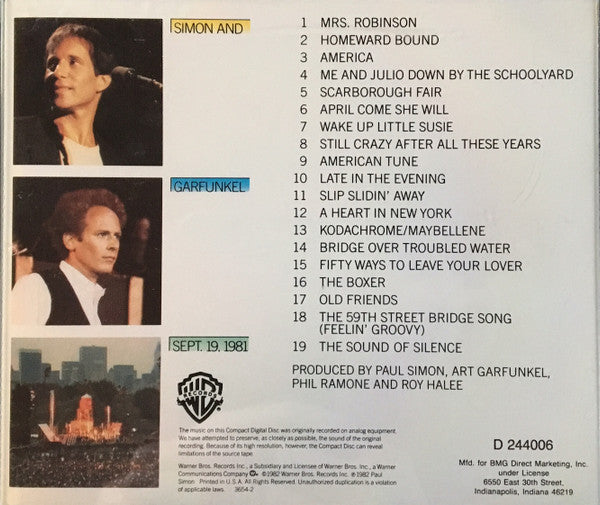 SIMON AND
GARFUNKEL
SEPT. 19, 1981
1 MRS. ROBINSON
2 HOMEWARD BOUND
3 AMERICA
4 ME AND JULIO DOWN BY THE SCHOOLYARD
5 SCARBOROUGH FAIR
6 APRIL COME SHE WILL
7 WAKE UP LITTLE SUSIE
8 STILL CRAZY AFTER ALL THESE YEARS
9 AMERICAN TUNE
10 LATE IN THE EVENING
11 SLIP SLIDIN' AWAY
12 A HEART IN NEW YORK
13 KODACHROME/MAYBELLENE
14 BRIDGE OVER TROUBLED WATER
15 FIFTY WAYS TO LEAVE YOUR LOVER
16 THE BOXER
17 OLD FRIENDS
18 THE 59TH STREET BRIDGE SONG
(FEELIN' GROOVY)
19 THE SOUND OF SILENCE
PRODUCED BY PAUL SIMON, ART GARFUNKEL,
PHIL RAMONE AND ROY HALEE
WB
RECORDS
The music on this Compact Digital Disc was originally recorded on analog equipment.
We have attempted to preserve, as closely as possible, the sound of the original
recording. Because of its high resolution, however, the Compact Disc can reveal
limitations of the source tape.
Warner Bros. Records Inc., a Subsidiary and Licensee of Warner Bros. Inc., a Warner
Communications Company ©1982 Warner Bros. Records Inc. ℗1982 Paul
Simon Printed in U.S.A. All Rights Reserved. Unauthorized duplication is a violation
of applicable laws. 3654-2
D 244006
Mfd. for BMG Direct Marketing, Inc.
under License
6550 East 30th Street,
Indianapolis, Indiana 46219